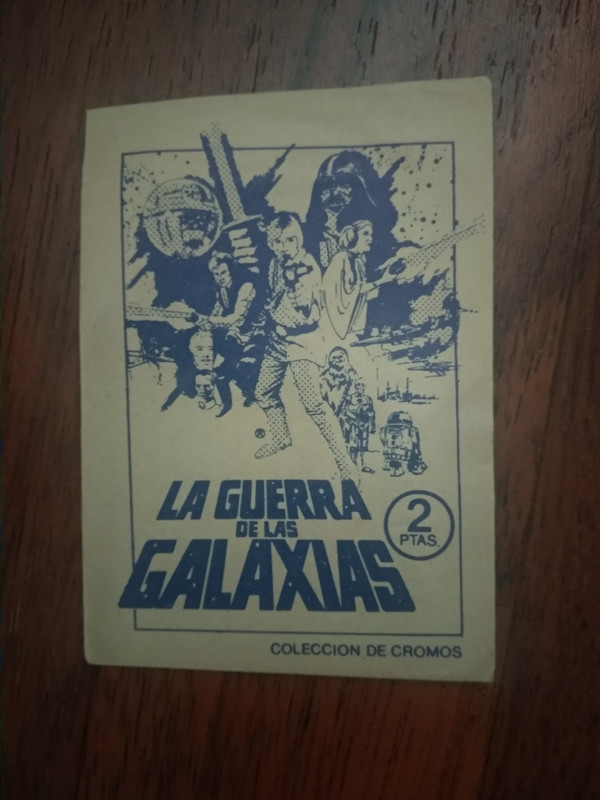 ®
LA GUERRA
DE LAS
GALAXIAS
2
PTAS.
COLECCION DE CROMOS